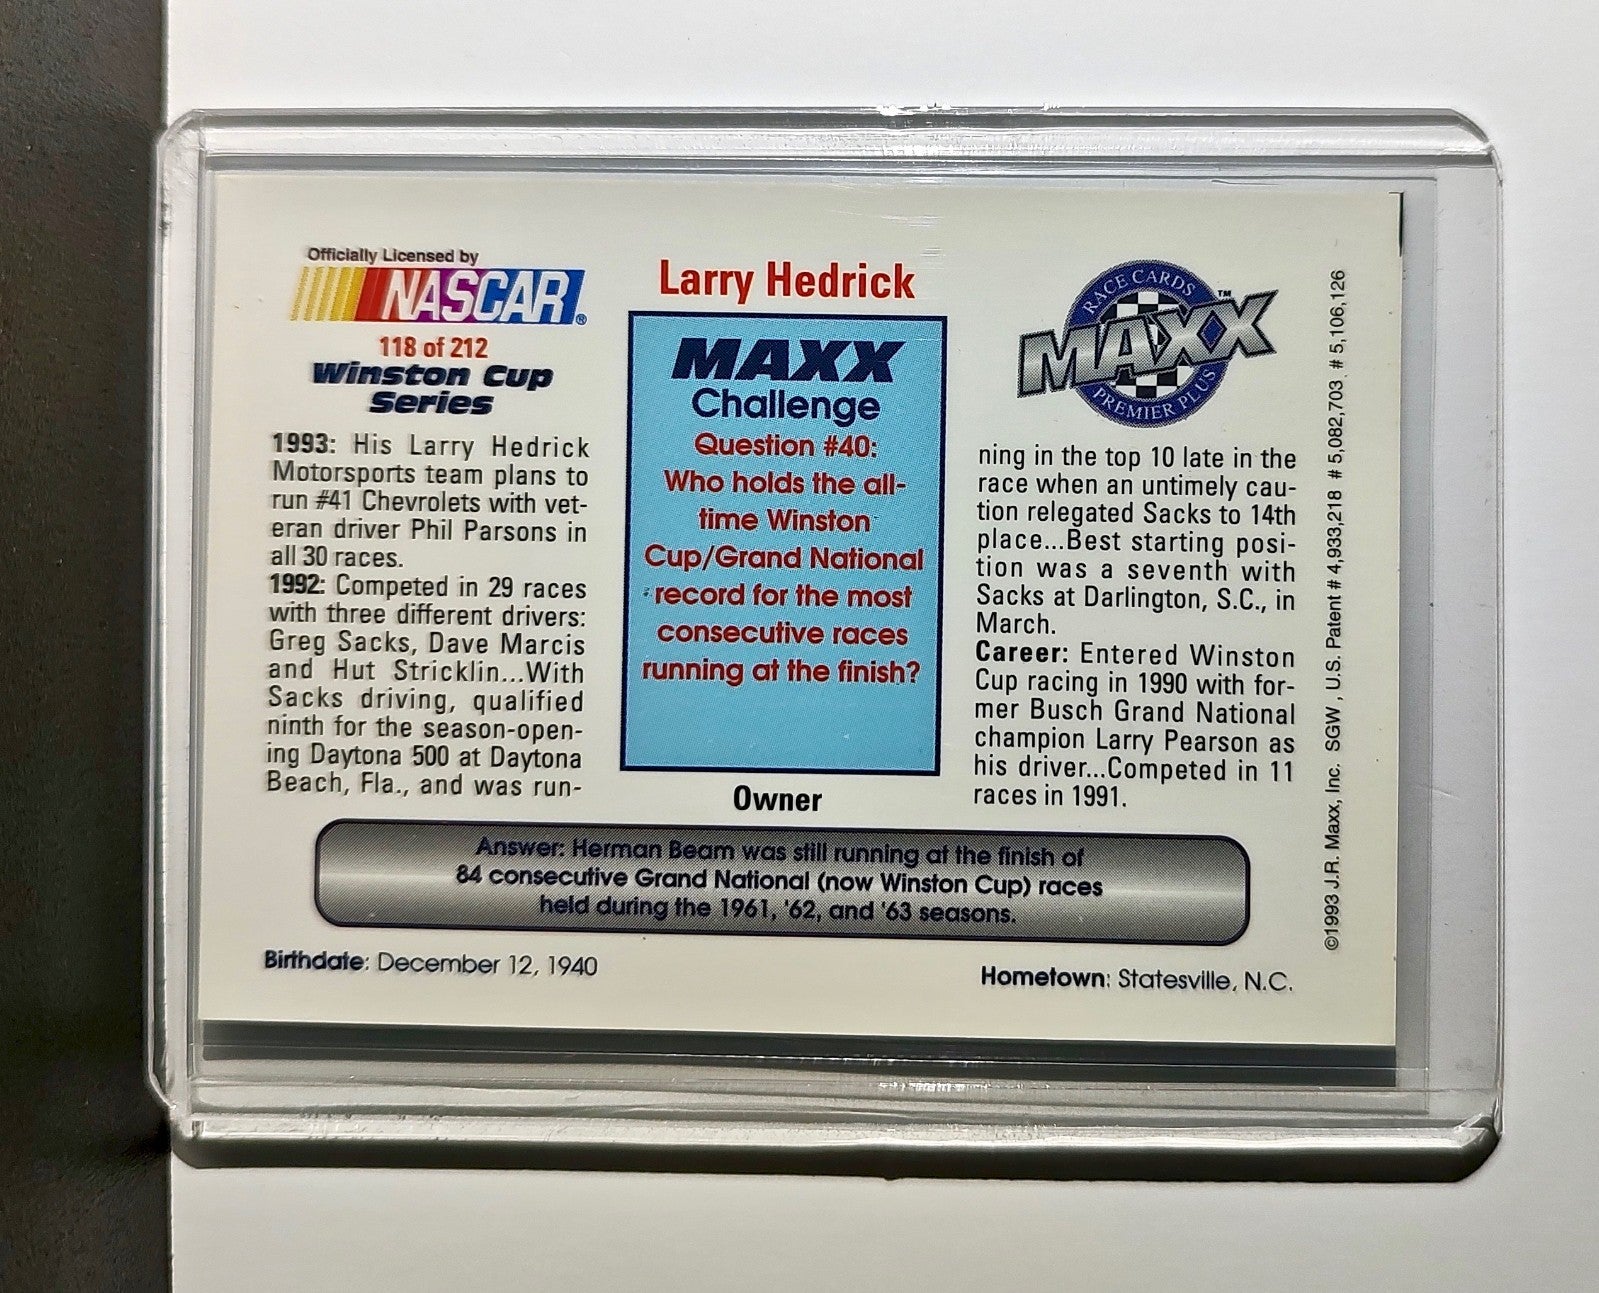 Officially Licensed by
NASCAR®
118 of 212
Winston Cup
Series
1993: His Larry Hedrick
Motorsports team plans to
run #41 Chevrolets with vet-
eran driver Phil Parsons in
all 30 races.
1992: Competed in 29 races
with three different drivers:
Greg Sacks, Dave Marcis
and Hut Stricklin...With
Sacks driving, qualified
ninth for the season-open-
ing Daytona 500 at Daytona
Beach, Fla., and was run-
Larry Hedrick
MAXX
Challenge
Question #40:
Who holds the all-
time Winston
Cup/Grand National
record for the most
consecutive races
running at the finish?
Owner
RACE CARDS
MAXX™
PREMIER PLUS
ning in the top 10 late in the
race when an untimely cau-
tion relegated Sacks to 14th
place...Best starting posi-
tion was a seventh with
Sacks at Darlington, S.C., in
March.
Career: Entered Winston
Cup racing in 1990 with for-
mer Busch Grand National
champion Larry Pearson as
his driver...Competed in 11
races in 1991.
Answer: Herman Beam was still running at the finish of
84 consecutive Grand National (now Winston Cup) races
held during the 1961, '62, and '63 seasons.
Birthdate: December 12, 1940
Hometown: Statesville, N.C.
©1993 J.R. Maxx, Inc. SGW, U.S. Patent # 4,933,218 # 5,082,703, # 5,106,126